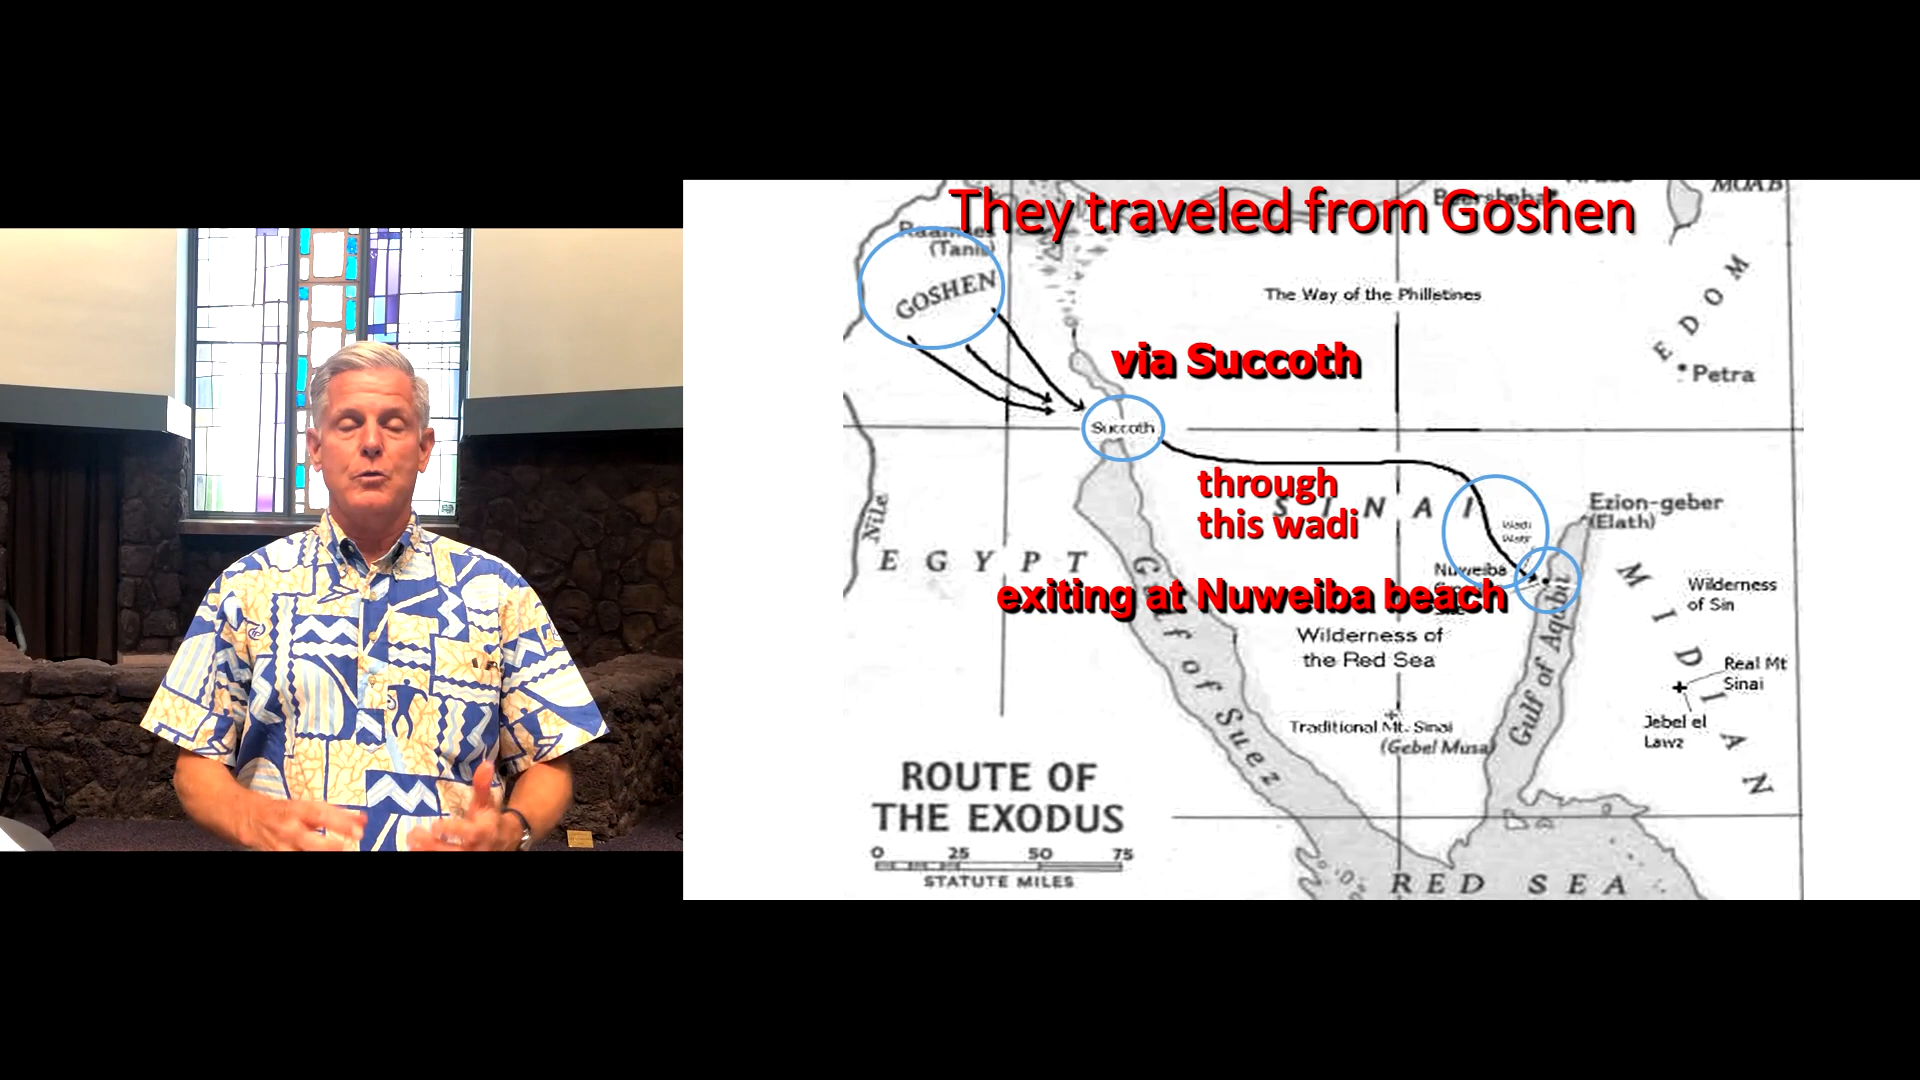 They traveled from Goshen
MOAB
(Tanis)
GOSHEN
The Way of the Phillistines
EDOM
via Succoth
Petra
Succoth
through
this wadi
SINAI
Wadi
Watir
Ezion-geber
(Elath)
Nile
EGYPT
Nuweiba
exiting at Nuweiba beach
MIDIAN
Wilderness
of Sin
Gulf of Suez
Gulf of Aqaba
Wilderness of
the Red Sea
Real Mt
Sinai
Traditional Mt. Sinai
(Gebel Musa)
Jebel el
Lawz
ROUTE OF
THE EXODUS
0 25 50 75
STATUTE MILES
RED SEA